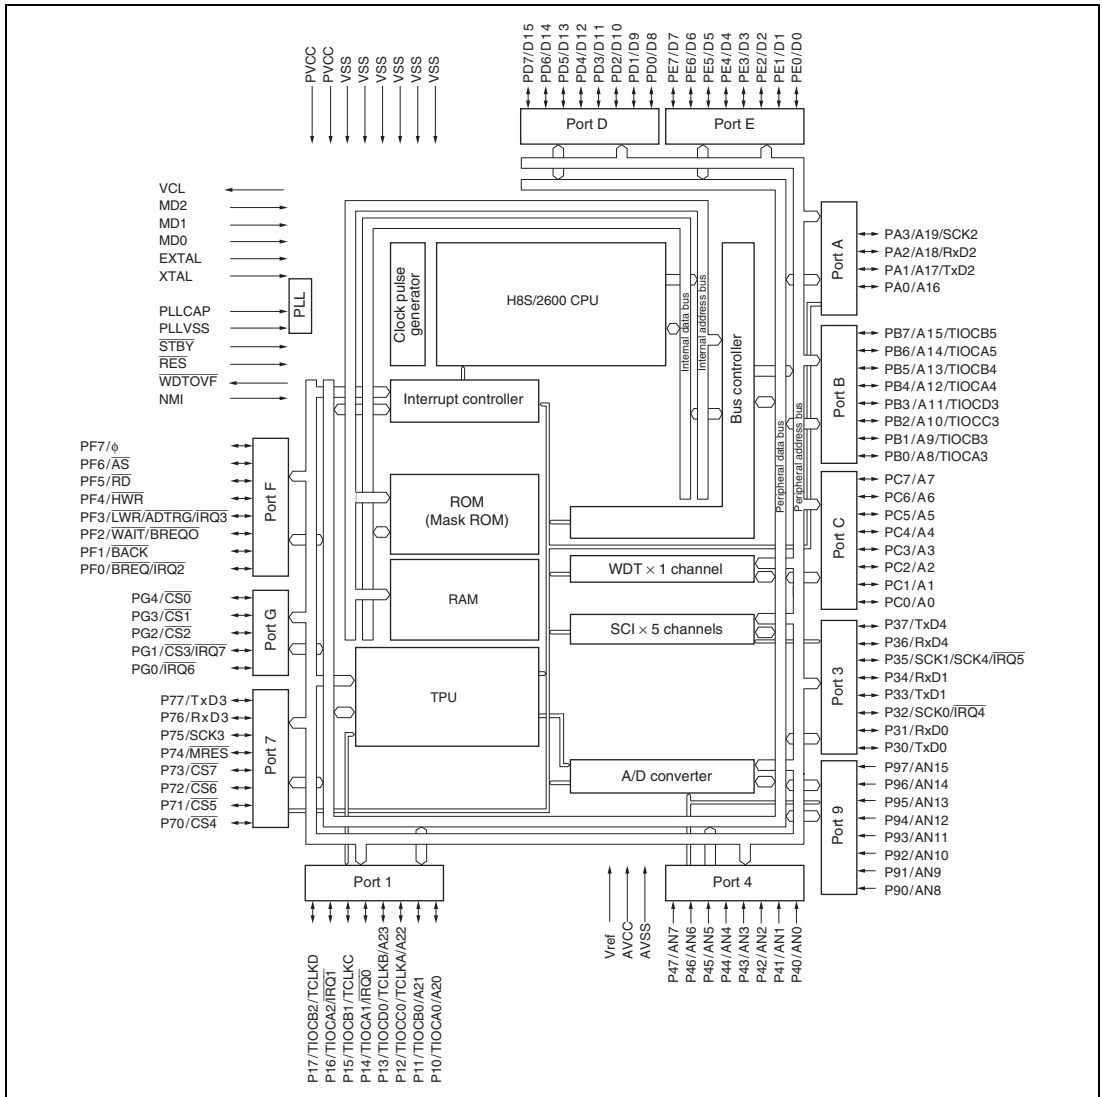 PVCC
PVCC
VSS
VSS
VSS
VSS
VSS
VSS
PD7/D15
PD6/D14
PD5/D13
PD4/D12
PD3/D11
PD2/D10
PD1/D9
PD0/D8
PE7/D7
PE6/D6
PE5/D5
PE4/D4
PE3/D3
PE2/D2
PE1/D1
PE0/D0
Port D
Port E
VCL
MD2
MD1
MD0
EXTAL
XTAL
PLLCAP
PLLVSS
STBY
RES
WDTOVF
NMI
PLL
Clock pulse
generator
H8S/2600 CPU
Internal data bus
Internal address bus
Bus controller
Peripheral data bus
Peripheral address bus
Interrupt controller
ROM
(Mask ROM)
RAM
TPU
WDT × 1 channel
SCI × 5 channels
A/D converter
Port A
PA3/A19/SCK2
PA2/A18/RxD2
PA1/A17/TxD2
PA0/A16
Port B
PB7/A15/TIOCB5
PB6/A14/TIOCA5
PB5/A13/TIOCB4
PB4/A12/TIOCA4
PB3/A11/TIOCD3
PB2/A10/TIOCC3
PB1/A9/TIOCB3
PB0/A8/TIOCA3
Port C
PC7/A7
PC6/A6
PC5/A5
PC4/A4
PC3/A3
PC2/A2
PC1/A1
PC0/A0
Port 3
P37/TxD4
P36/RxD4
P35/SCK1/SCK4/IRQ5
P34/RxD1
P33/TxD1
P32/SCK0/IRQ4
P31/RxD0
P30/TxD0
Port 9
P97/AN15
P96/AN14
P95/AN13
P94/AN12
P93/AN11
P92/AN10
P91/AN9
P90/AN8
PF7/ϕ
PF6/AS
PF5/RD
PF4/HWR
PF3/LWR/ADTRG/IRQ3
PF2/WAIT/BREQO
PF1/BACK
PF0/BREQ/IRQ2
Port F
PG4/CS0
PG3/CS1
PG2/CS2
PG1/CS3/IRQ7
PG0/IRQ6
Port G
P77/TxD3
P76/RxD3
P75/SCK3
P74/MRES
P73/CS7
P72/CS6
P71/CS5
P70/CS4
Port 7
Port 1
Port 4
P17/TIOCB2/TCLKD
P16/TIOCA2/IRQ1
P15/TIOCB1/TCLKC
P14/TIOCA1/IRQ0
P13/TIOCD0/TCLKB/A23
P12/TIOCC0/TCLKA/A22
P11/TIOCB0/A21
P10/TIOCA0/A20
Vref
AVCC
AVSS
P47/AN7
P46/AN6
P45/AN5
P44/AN4
P43/AN3
P42/AN2
P41/AN1
P40/AN0